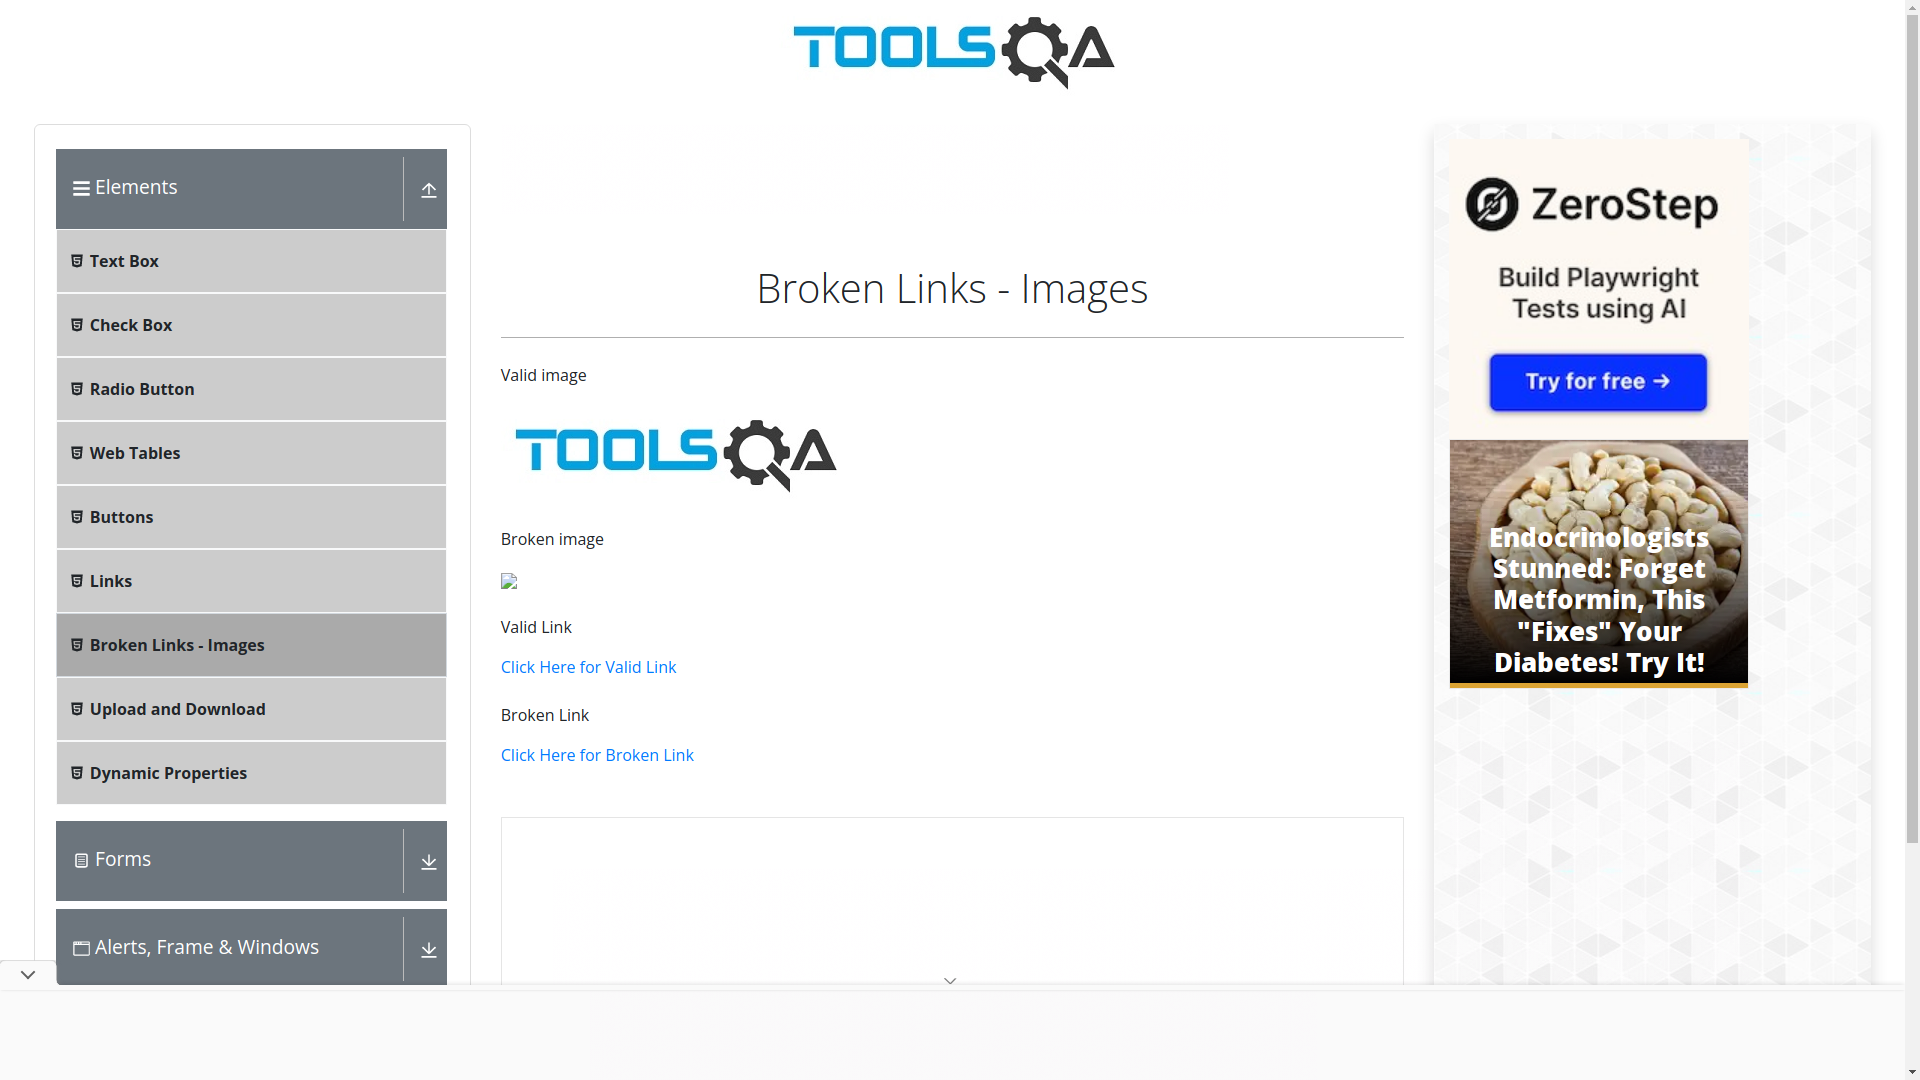 TOOLSQA
Elements
Text Box
Check Box
Radio Button
Web Tables
Buttons
Links
Broken Links - Images
Upload and Download
Dynamic Properties
Forms
Alerts, Frame & Windows
Broken Links - Images
Valid image
TOOLSQA
Broken image
Valid Link
Click Here for Valid Link
Broken Link
Click Here for Broken Link
ZeroStep
Build Playwright
Tests using AI
Try for free →
Endocrinologists
Stunned: Forget
Metformin, This
"Fixes" Your
Diabetes! Try It!